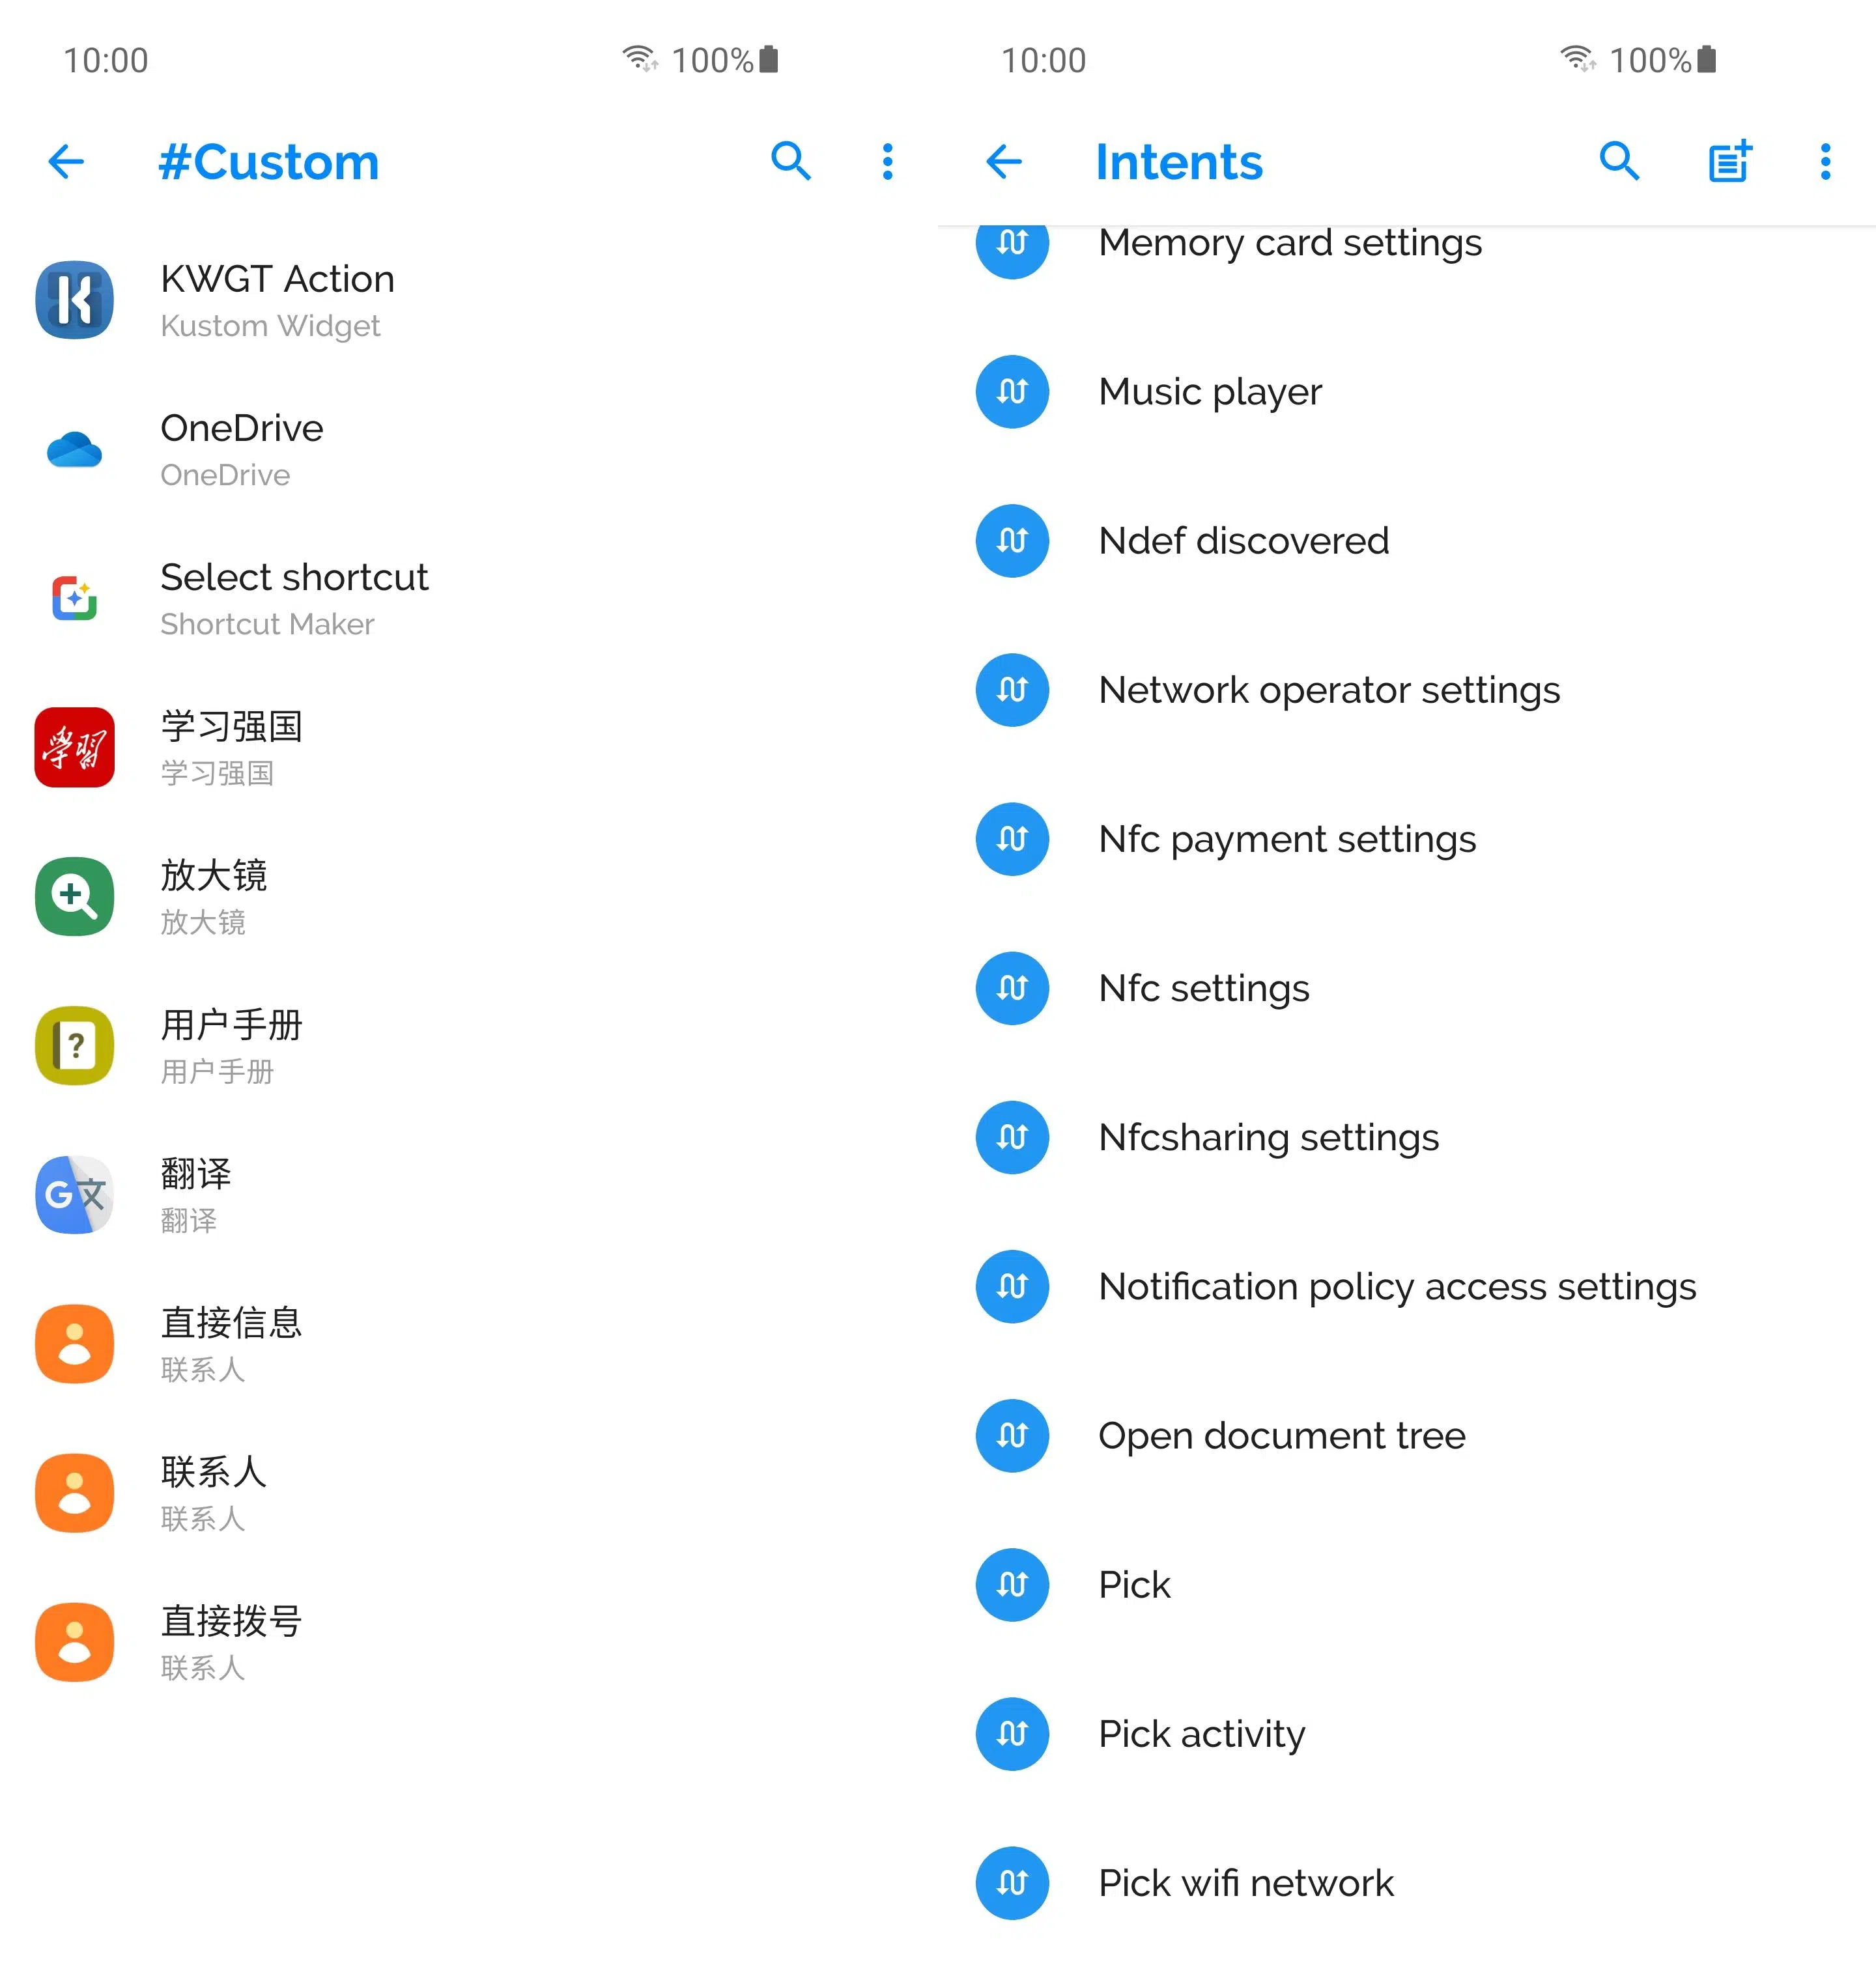 10:00
100%
#Custom
KWGT Action
Kustom Widget
OneDrive
OneDrive
Select shortcut
Shortcut Maker
學習
学习强国
学习强国
放大镜
放大镜
?
用户手册
用户手册
G文
翻译
翻译
直接信息
联系人
联系人
联系人
直接拨号
联系人
10:00
100%
Intents
Memory card settings
Music player
Ndef discovered
Network operator settings
Nfc payment settings
Nfc settings
Nfcsharing settings
Notification policy access settings
Open document tree
Pick
Pick activity
Pick wifi network